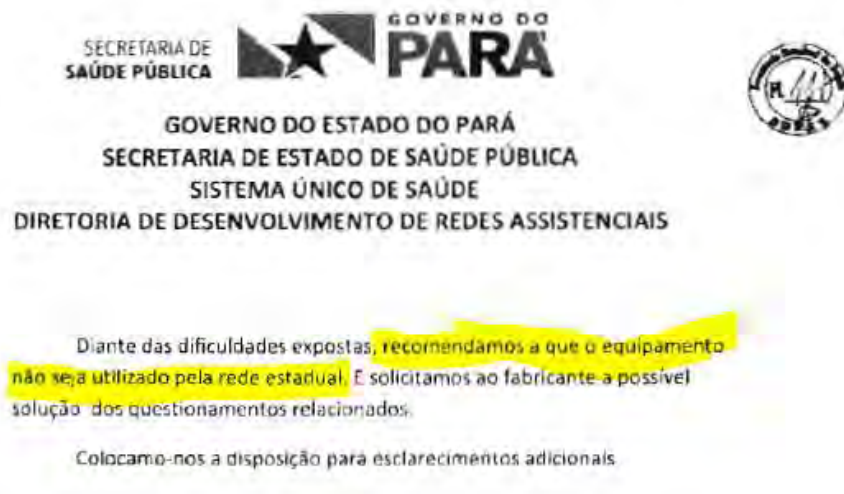 SECRETARIA DE
SAÚDE PÚBLICA
GOVERNO DO
PARÁ
GOVERNO DO ESTADO DO PARÁ
SECRETARIA DE ESTADO DE SAÚDE PÚBLICA
SISTEMA ÚNICO DE SAÚDE
DIRETORIA DE DESENVOLVIMENTO DE REDES ASSISTENCIAIS
Diante das dificuldades expostas, recomendamos a que o equipamento
não seja utilizado pela rede estadual. E solicitamos ao fabricante a possível
solução dos questionamentos relacionados.
Colocamo-nos a disposição para esclarecimentos adicionais